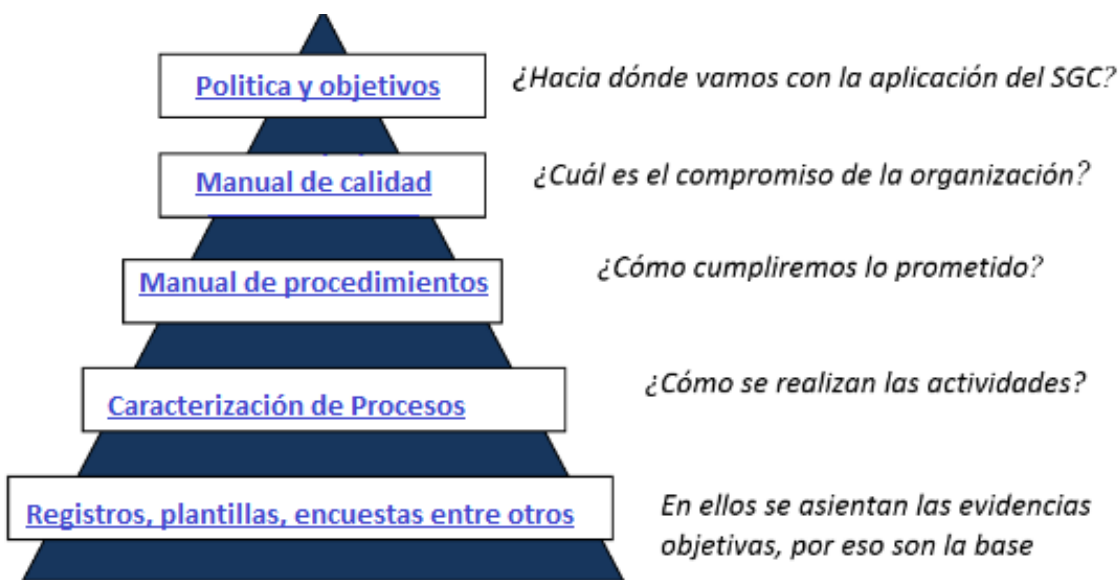 Politica y objetivos
¿Hacia dónde vamos con la aplicación del SGC?
Manual de calidad
¿Cuál es el compromiso de la organización?
Manual de procedimientos
¿Cómo cumpliremos lo prometido?
Caracterización de Procesos
¿Cómo se realizan las actividades?
Registros, plantillas, encuestas entre otros
En ellos se asientan las evidencias
objetivas, por eso son la base